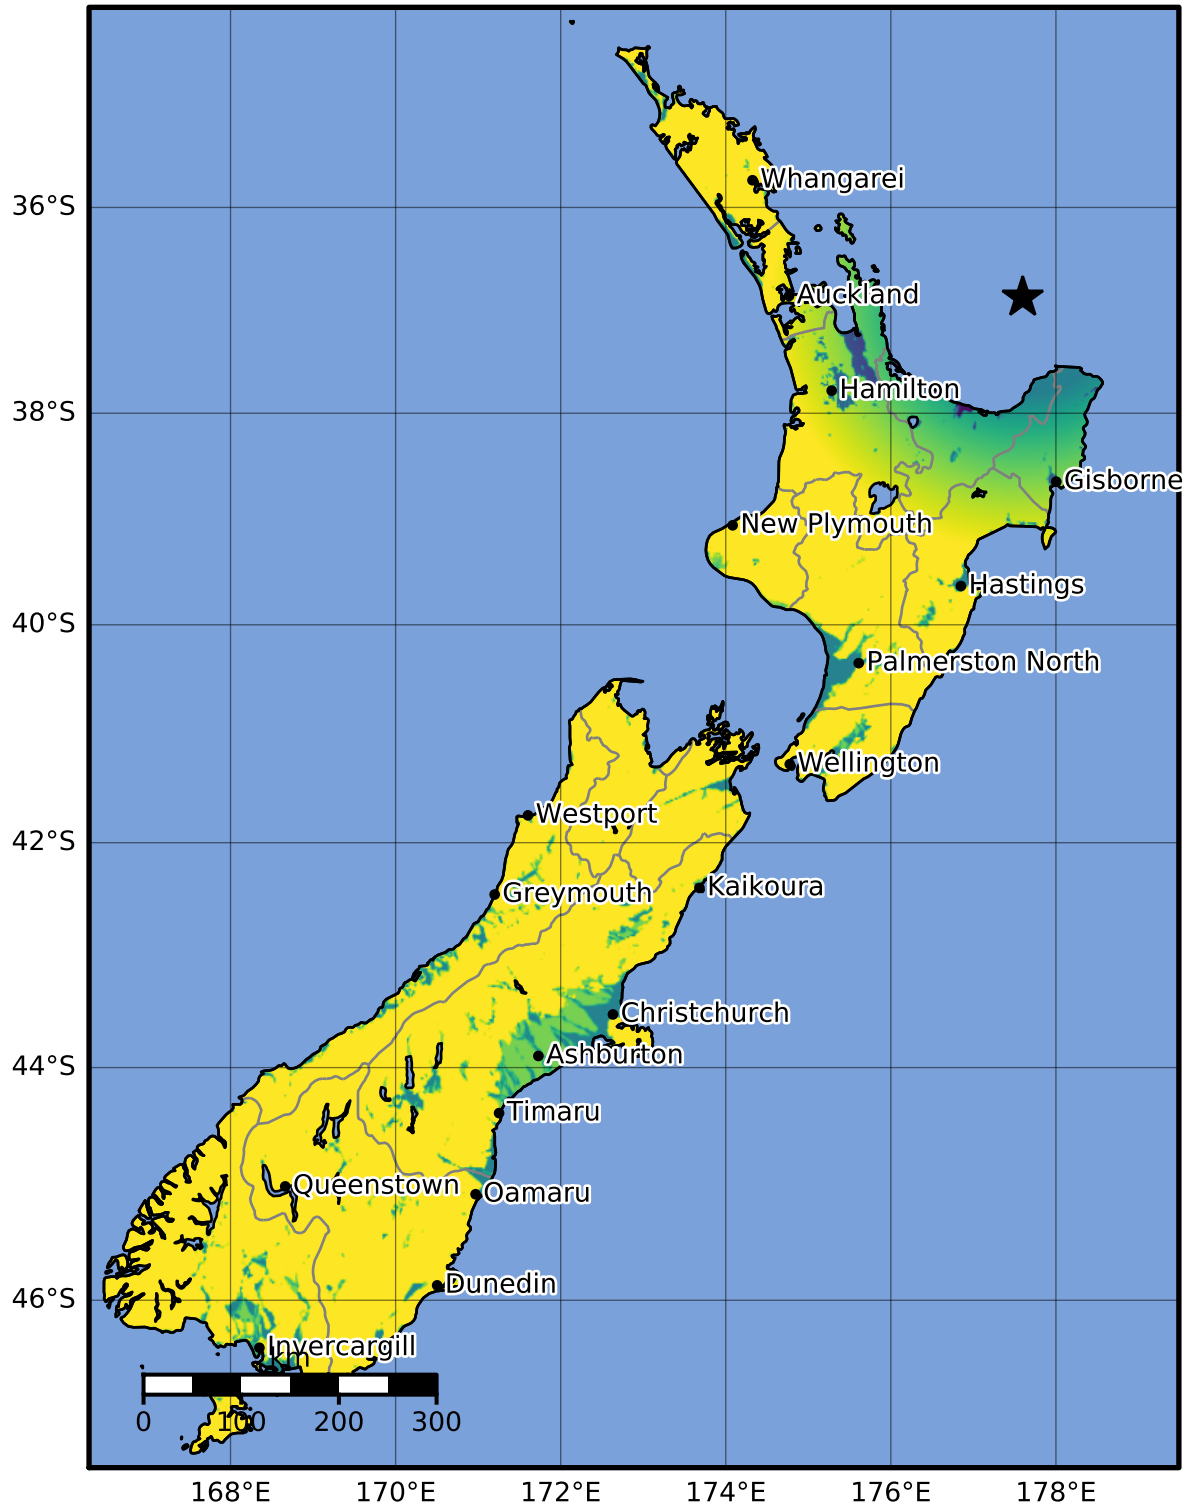 36°S
38°S
40°S
42°S
44°S
46°S
Whangarei
Auckland
Hamilton
Gisborne
New Plymouth
Hastings
Palmerston North
Wellington
Westport
Greymouth
Kaikoura
Christchurch
Ashburton
Timaru
Queenstown
Oamaru
Dunedin
Invercargill
km
0 100 200 300
168°E 170°E 172°E 174°E 176°E 178°E